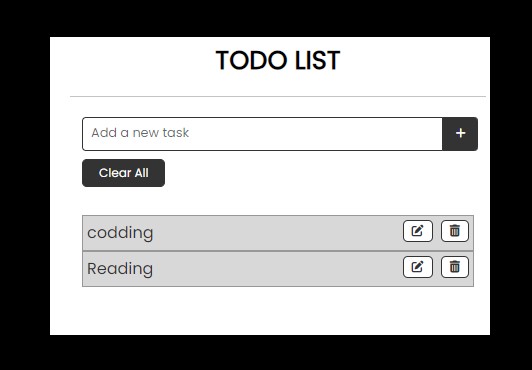 TODO LIST
Add a new task
+
Clear All
codding
Reading